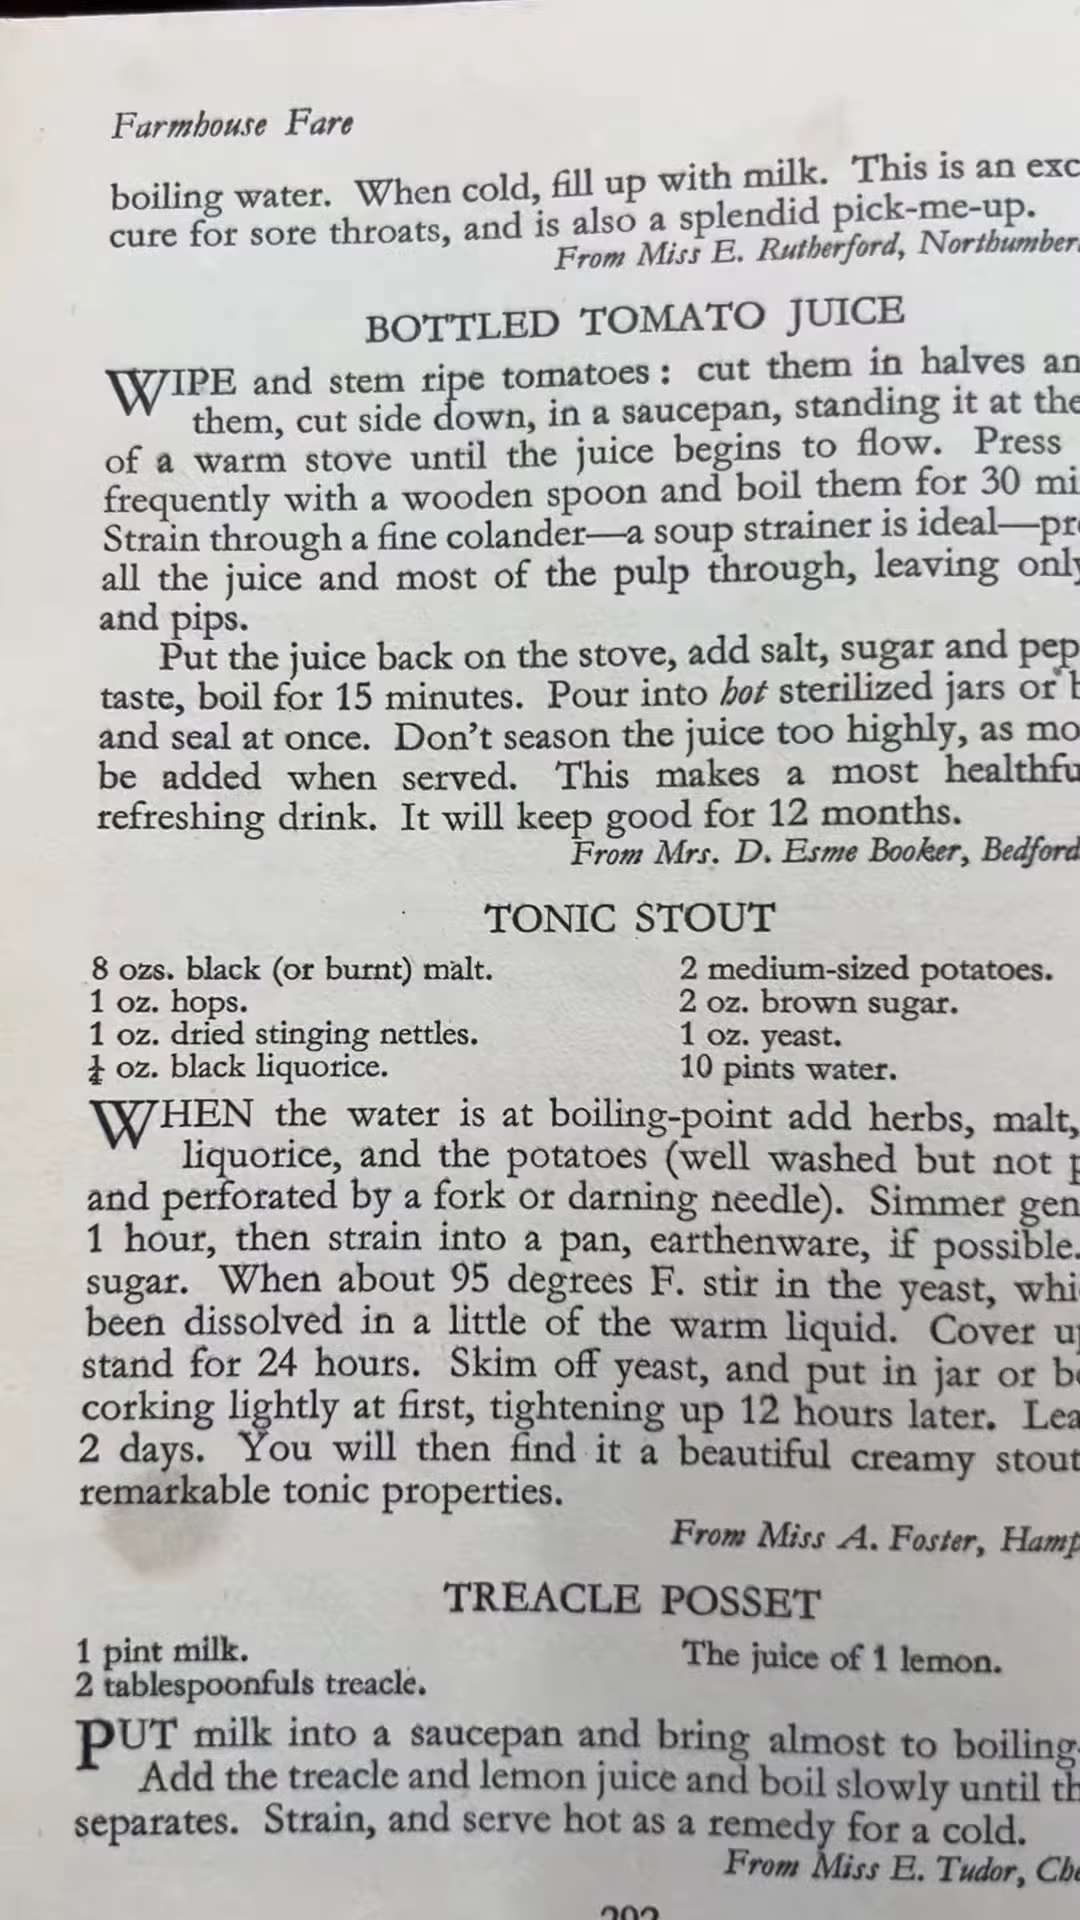 Farmhouse Fare
boiling water. When cold, fill up with milk. This is an exc
cure for sore throats, and is also a splendid pick-me-up.
From Miss E. Rutherford, Northumber
BOTTLED TOMATO JUICE
WIPE and stem ripe tomatoes: cut them in halves an
them, cut side down, in a saucepan, standing it at the
of a warm stove until the juice begins to flow. Press
frequently with a wooden spoon and boil them for 30 mi
Strain through a fine colander—a soup strainer is ideal—pr
all the juice and most of the pulp through, leaving only
and pips.
Put the juice back on the stove, add salt, sugar and pep
taste, boil for 15 minutes. Pour into hot sterilized jars or b
and seal at once. Don't season the juice too highly, as mo
be added when served. This makes a most healthfu
refreshing drink. It will keep good for 12 months.
From Mrs. D. Esme Booker, Bedford
TONIC STOUT
8 ozs. black (or burnt) malt.
1 oz. hops.
1 oz. dried stinging nettles.
¼ oz. black liquorice.
2 medium-sized potatoes.
2 oz. brown sugar.
1 oz. yeast.
10 pints water.
WHEN the water is at boiling-point add herbs, malt,
liquorice, and the potatoes (well washed but not p
and perforated by a fork or darning needle). Simmer gen
1 hour, then strain into a pan, earthenware, if possible.
sugar. When about 95 degrees F. stir in the yeast, whi
been dissolved in a little of the warm liquid. Cover up
stand for 24 hours. Skim off yeast, and put in jar or b
corking lightly at first, tightening up 12 hours later. Lea
2 days. You will then find it a beautiful creamy stout
remarkable tonic properties.
From Miss A. Foster, Hamp
TREACLE POSSET
1 pint milk.
2 tablespoonfuls treacle.
The juice of 1 lemon.
PUT milk into a saucepan and bring almost to boiling-
Add the treacle and lemon juice and boil slowly until th
separates. Strain, and serve hot as a remedy for a cold.
From Miss E. Tudor, Che